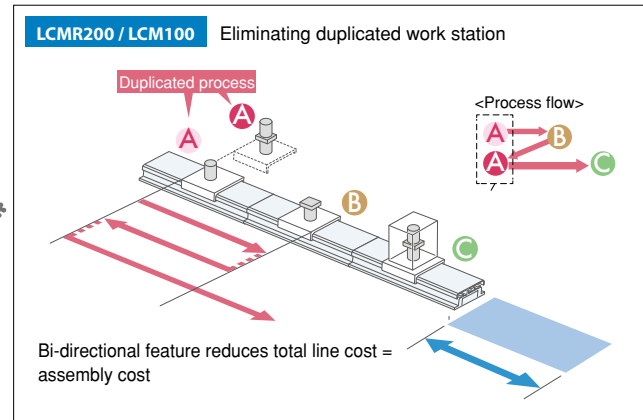 LCMR200 / LCM100 Eliminating duplicated work station
Duplicated process
A
A
B
C
<Process flow>
A
B
A
C
Bi-directional feature reduces total line cost =
assembly cost